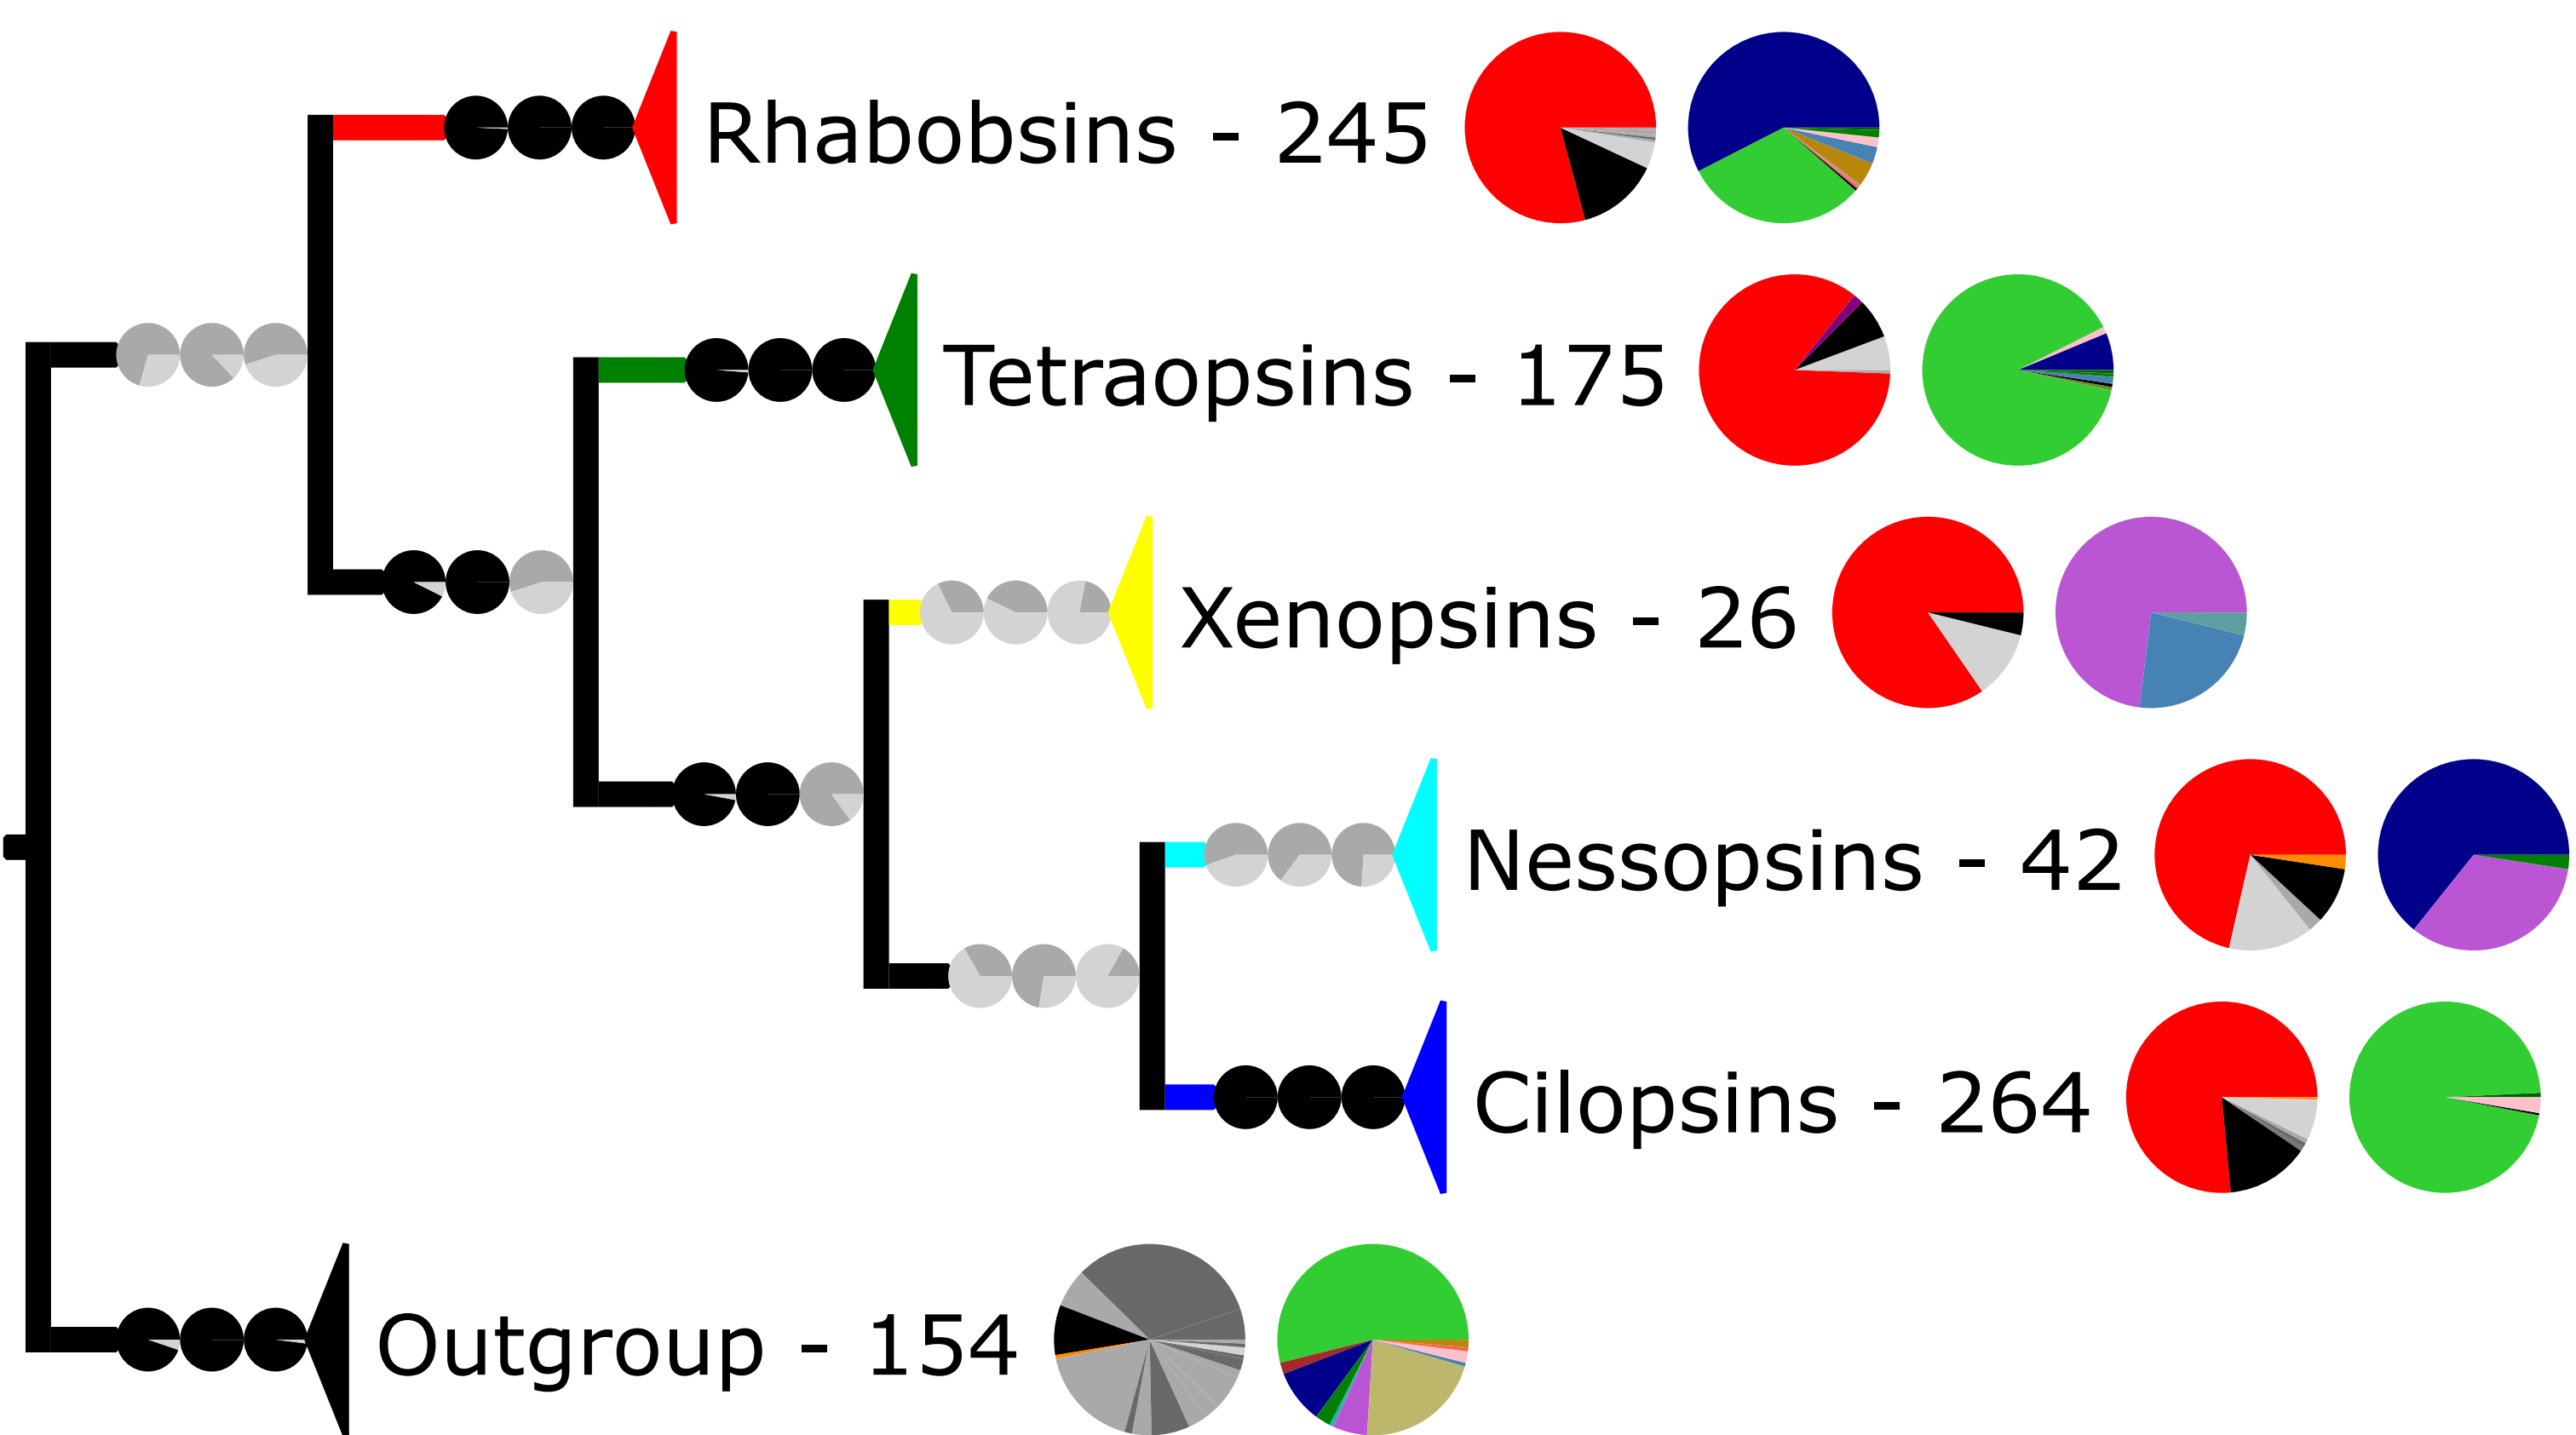 Rhabobsins - 245
Tetraopsins - 175
Xenopsins - 26
Nessopsins - 42
Cilopsins - 264
Outgroup - 154